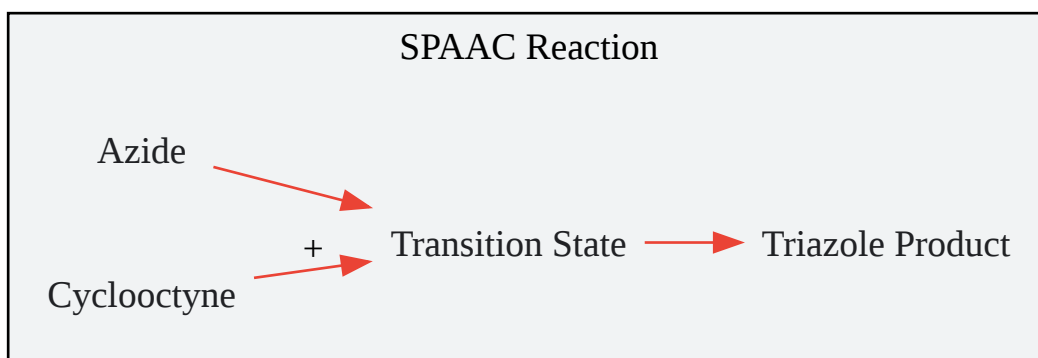 SPAAC Reaction
Azide
+
Transition State
Triazole Product
Cyclooctyne